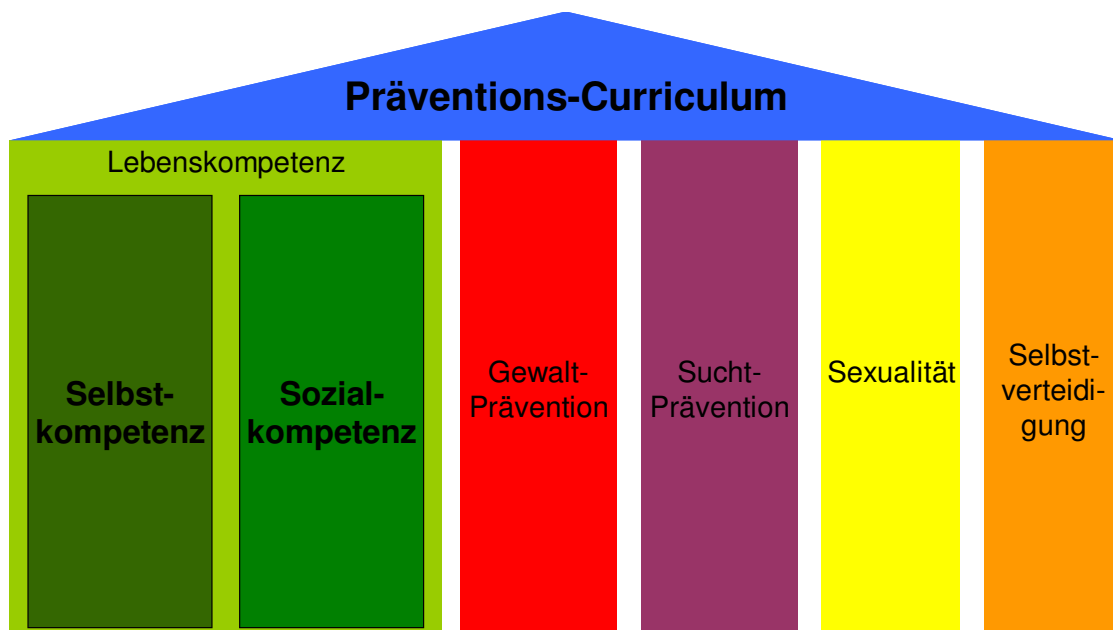 Präventions-Curriculum
Lebenskompetenz
Selbst-
kompetenz
Sozial-
kompetenz
Gewalt-
Prävention
Sucht-
Prävention
Sexualität
Selbst-
verteidi-
gung